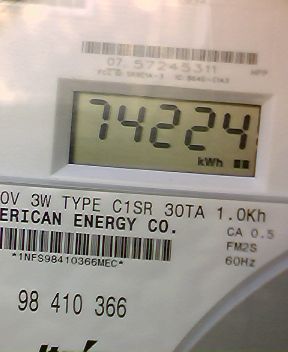 07. 57245311
74224
kWh
0V 3W TYPE C1SR 30TA 1.0Kh
ERICAN ENERGY CO.
CA 0.5
FM2S
*1NFS98410366MEC*
60Hz
98 410 366